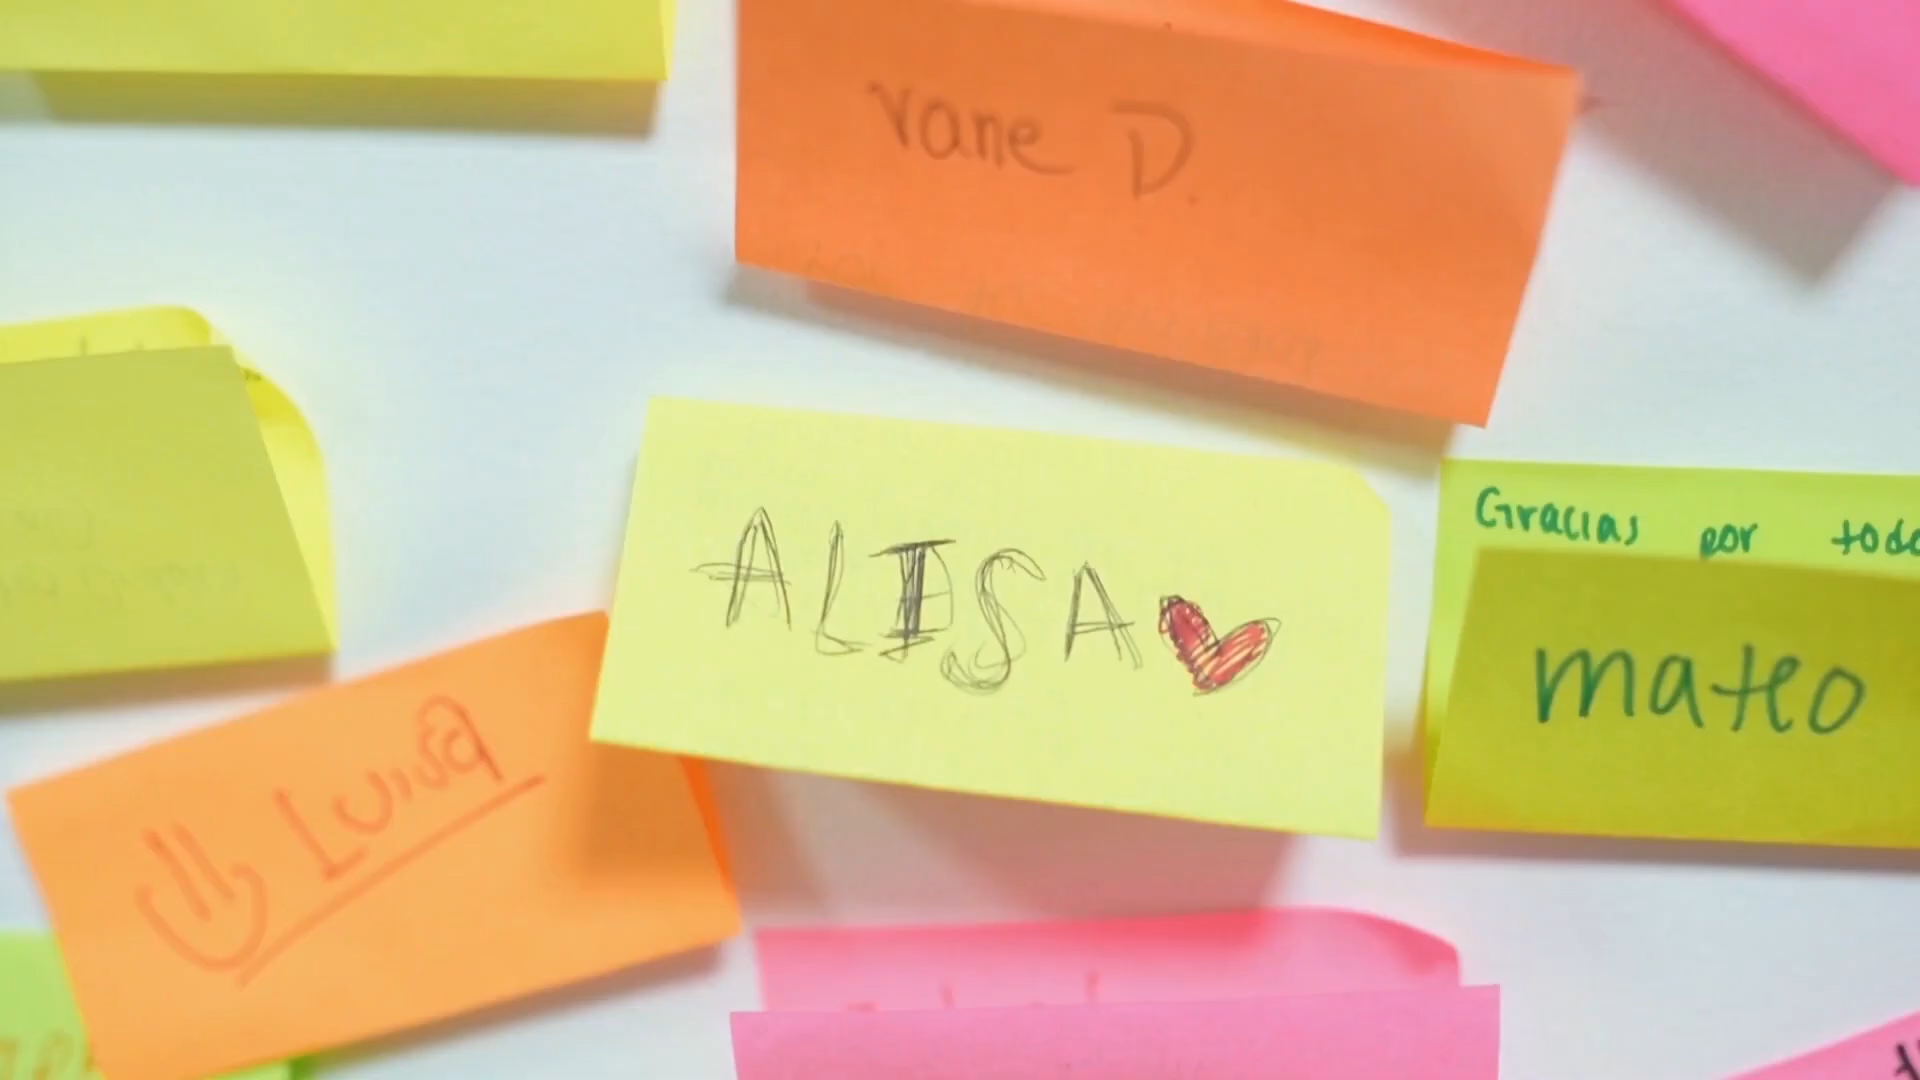 vane D.
ALISA
Gracias por todo
mateo
Luisa